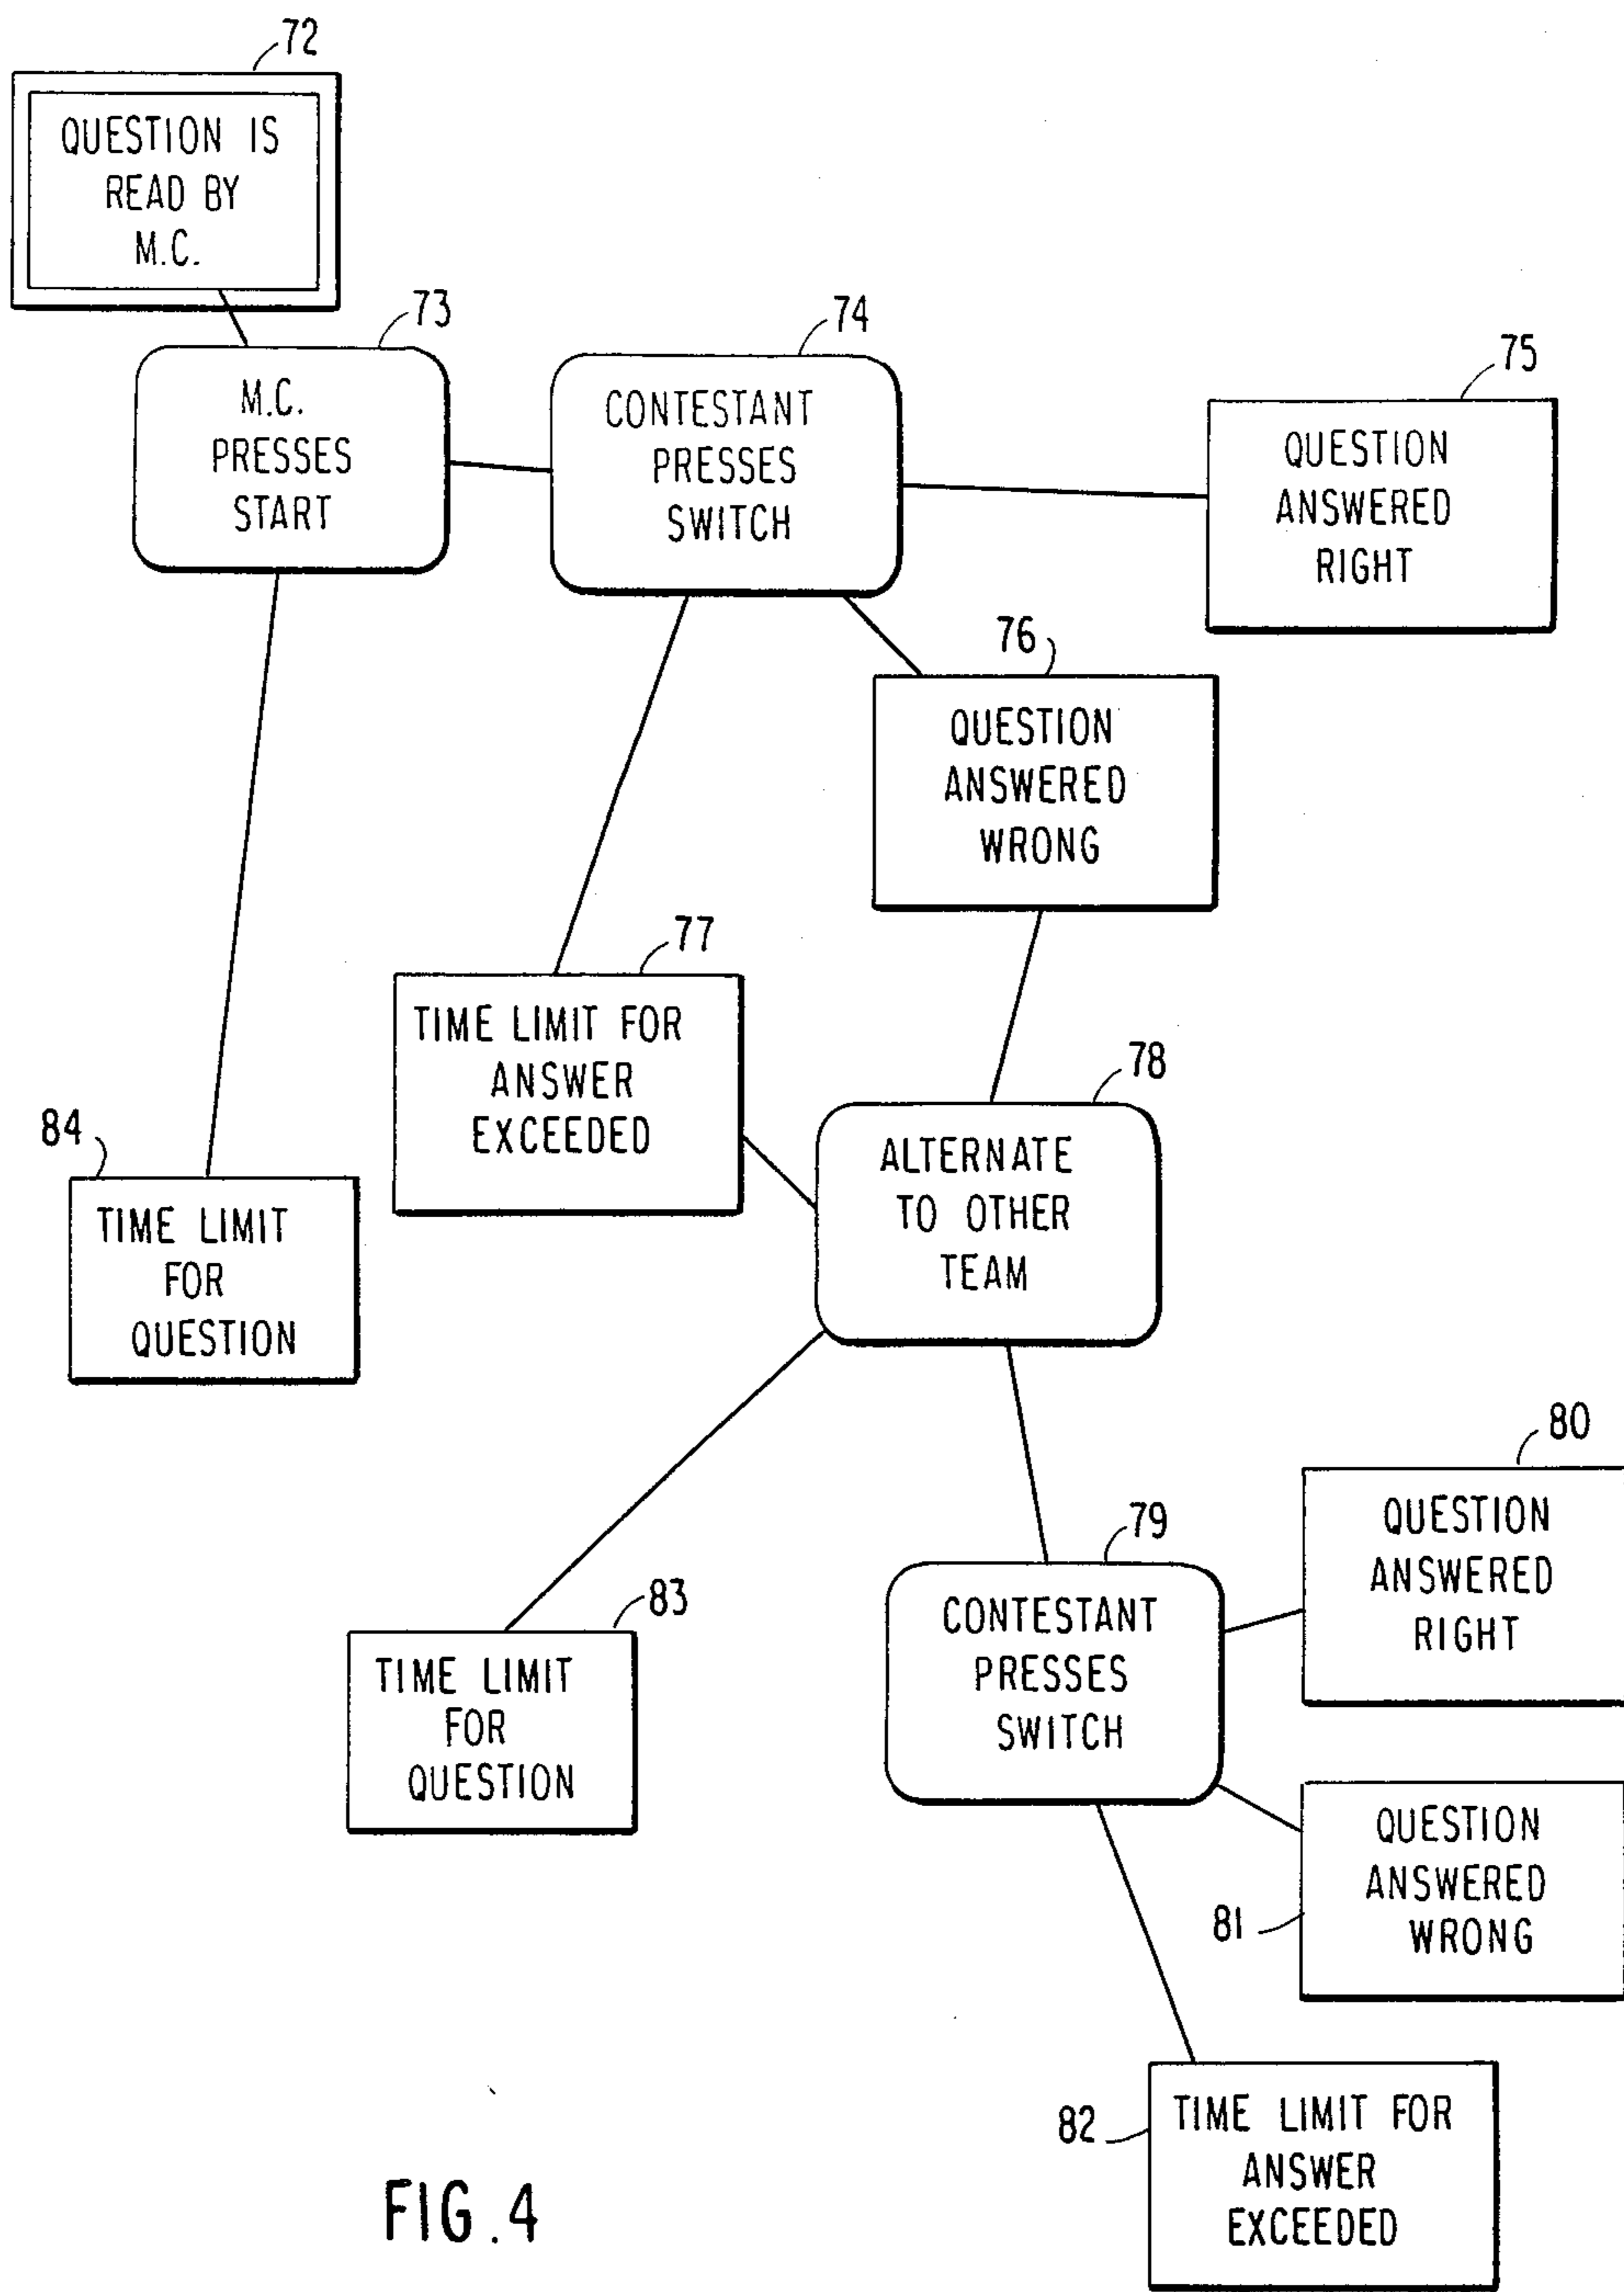 72
QUESTION IS
READ BY
M.C.
73
M.C.
PRESSES
START
74
CONTESTANT
PRESSES
SWITCH
75
QUESTION
ANSWERED
RIGHT
76
QUESTION
ANSWERED
WRONG
77
TIME LIMIT FOR
ANSWER
EXCEEDED
78
ALTERNATE
TO OTHER
TEAM
84
TIME LIMIT
FOR
QUESTION
79
CONTESTANT
PRESSES
SWITCH
80
QUESTION
ANSWERED
RIGHT
83
TIME LIMIT
FOR
QUESTION
81
QUESTION
ANSWERED
WRONG
82
TIME LIMIT FOR
ANSWER
EXCEEDED
FIG.4